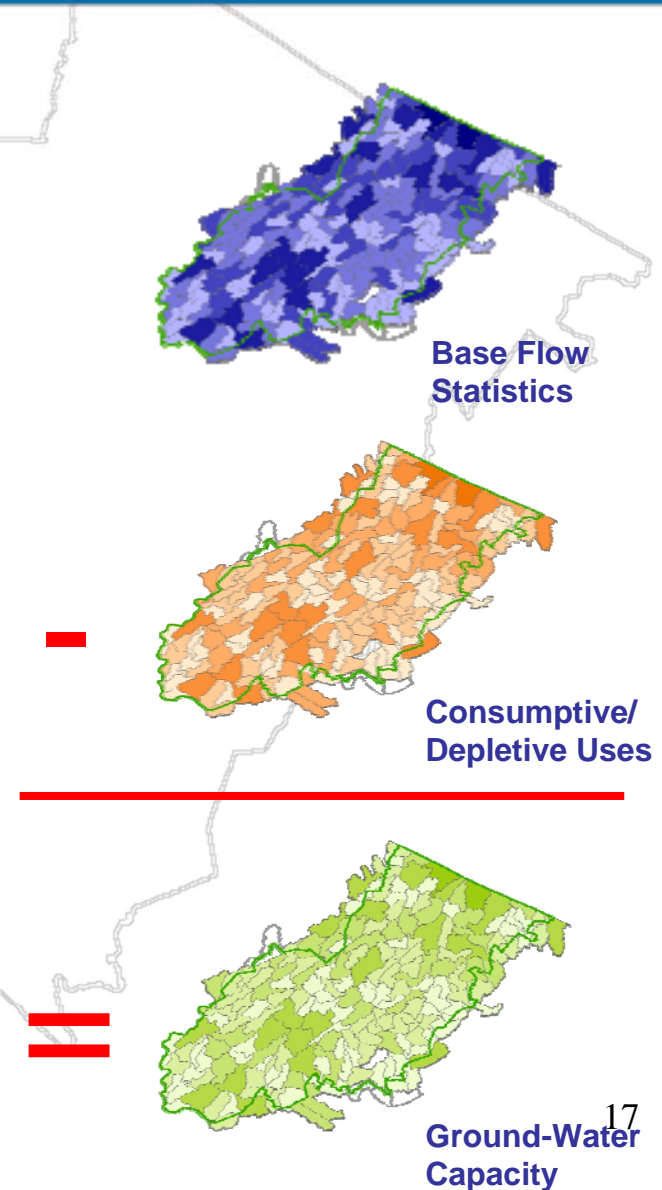 Base Flow
Statistics
Consumptive/
Depletive Uses
17
Ground-Water
Capacity